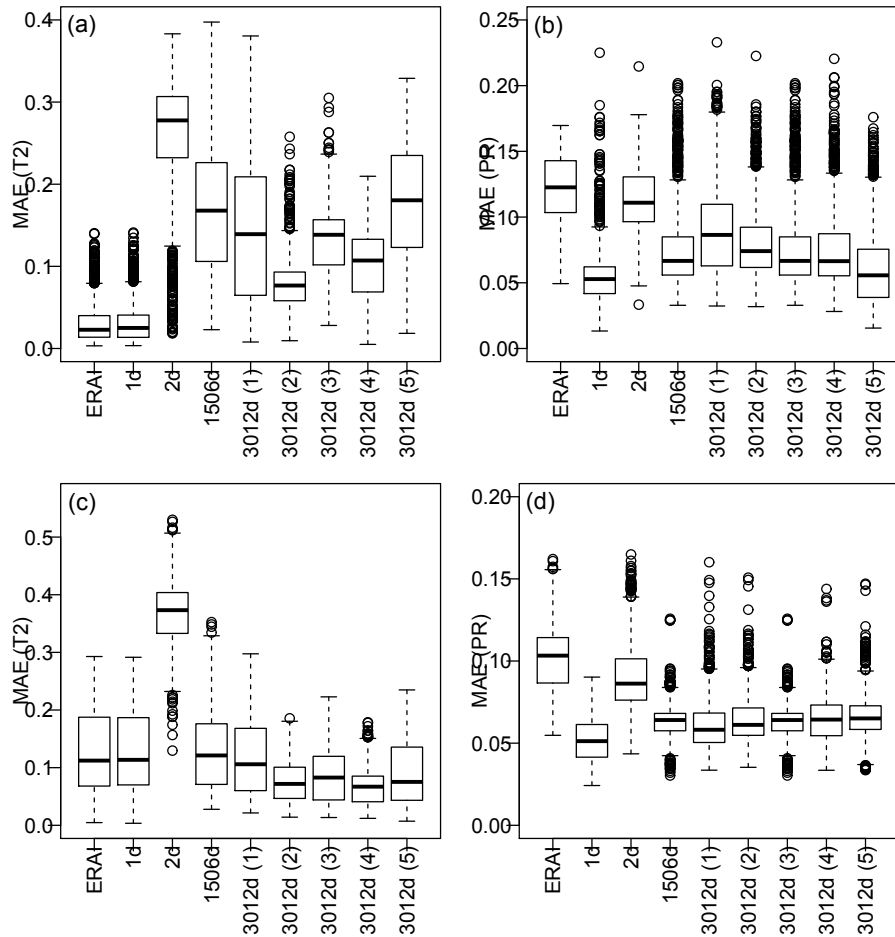 (a)
MAE (T2)
0.4
0.3
0.2
0.1
0.0
ERAI
1d
2d
1506d
3012d (1)
3012d (2)
3012d (3)
3012d (4)
3012d (5)
(b)
MAE (PR)
0.25
0.20
0.15
0.10
0.05
0.00
ERAI
1d
2d
1506d
3012d (1)
3012d (2)
3012d (3)
3012d (4)
3012d (5)
(c)
MAE (T2)
0.5
0.4
0.3
0.2
0.1
0.0
ERAI
1d
2d
1506d
3012d (1)
3012d (2)
3012d (3)
3012d (4)
3012d (5)
(d)
MAE (PR)
0.20
0.15
0.10
0.05
0.00
ERAI
1d
2d
1506d
3012d (1)
3012d (2)
3012d (3)
3012d (4)
3012d (5)